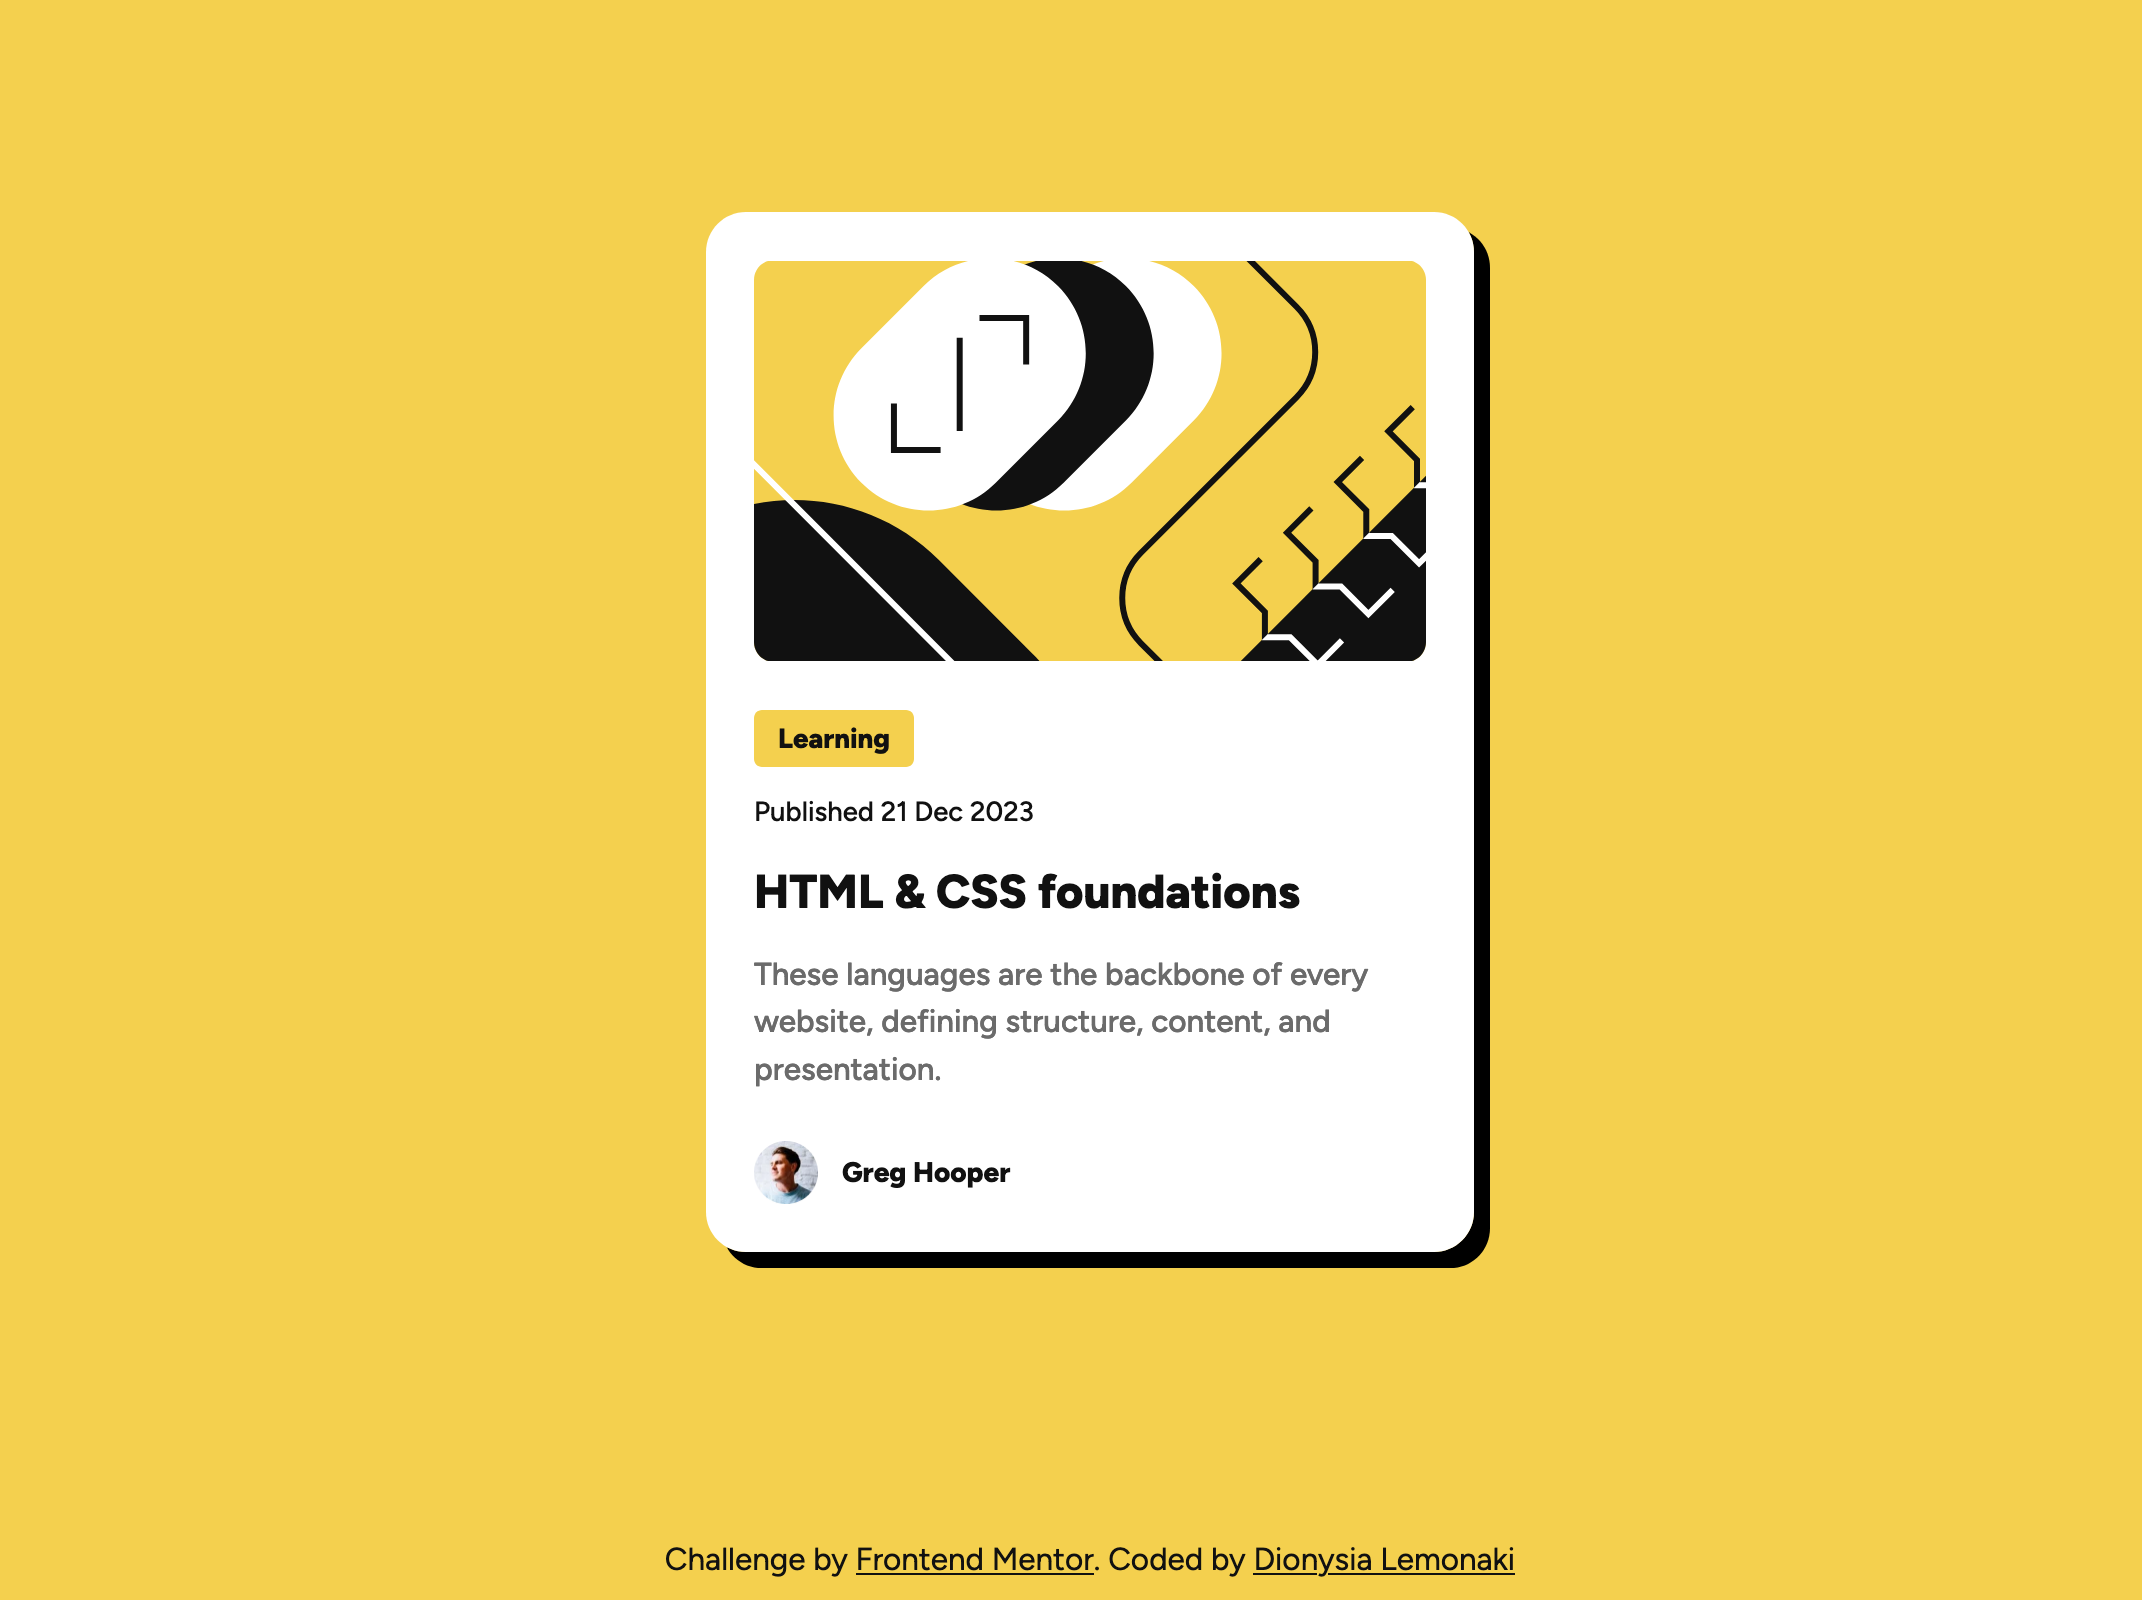 Learning
Published 21 Dec 2023
HTML & CSS foundations
These languages are the backbone of every
website, defining structure, content, and
presentation.
Greg Hooper
Challenge by Frontend Mentor. Coded by Dionysia Lemonaki